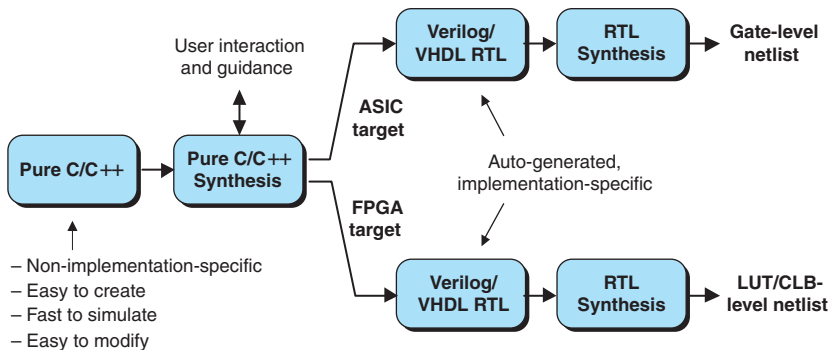 User interaction
and guidance
Verilog/
VHDL RTL
RTL
Synthesis
Gate-level
netlist
ASIC
target
Pure C/C++
Pure C/C++
Synthesis
Auto-generated,
implementation-specific
FPGA
target
– Non-implementation-specific
– Easy to create
– Fast to simulate
– Easy to modify
Verilog/
VHDL RTL
RTL
Synthesis
LUT/CLB-
level netlist